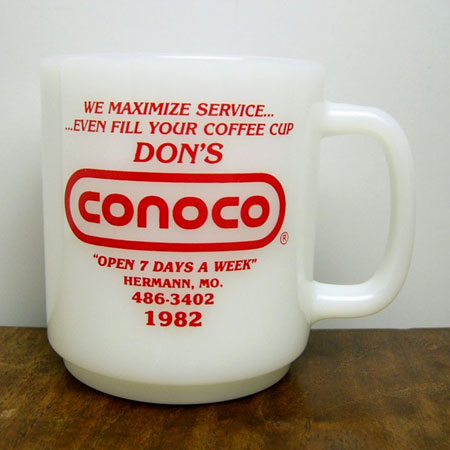 WE MAXIMIZE SERVICE...
...EVEN FILL YOUR COFFEE CUP
DON'S
CONOCO®
"OPEN 7 DAYS A WEEK"
HERMANN, MO.
486-3402
1982